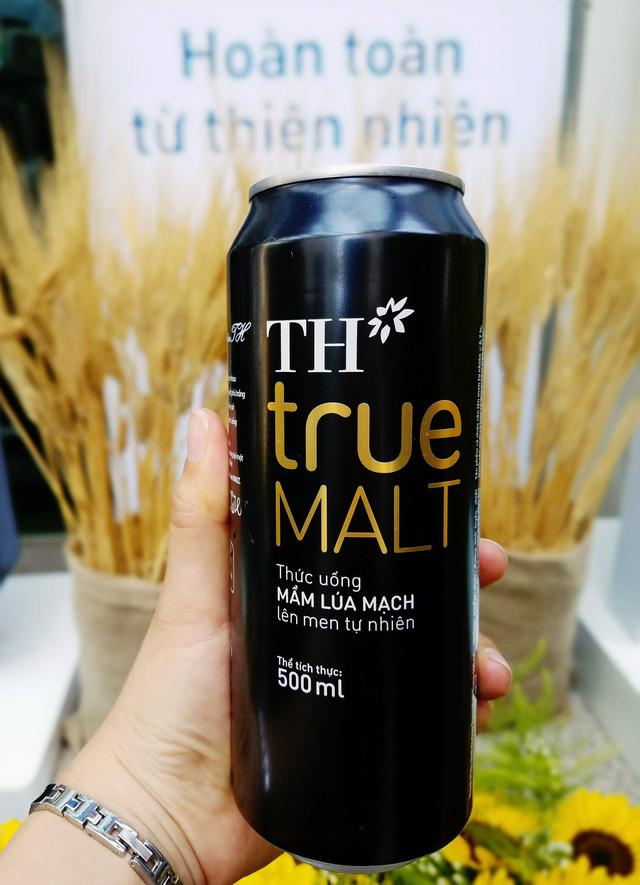 Hoàn toàn
từ thiên nhiên
TH
true
MALT
Thức uống
MẦM LÚA MẠCH
lên men tự nhiên
Thể tích thực:
500 ml